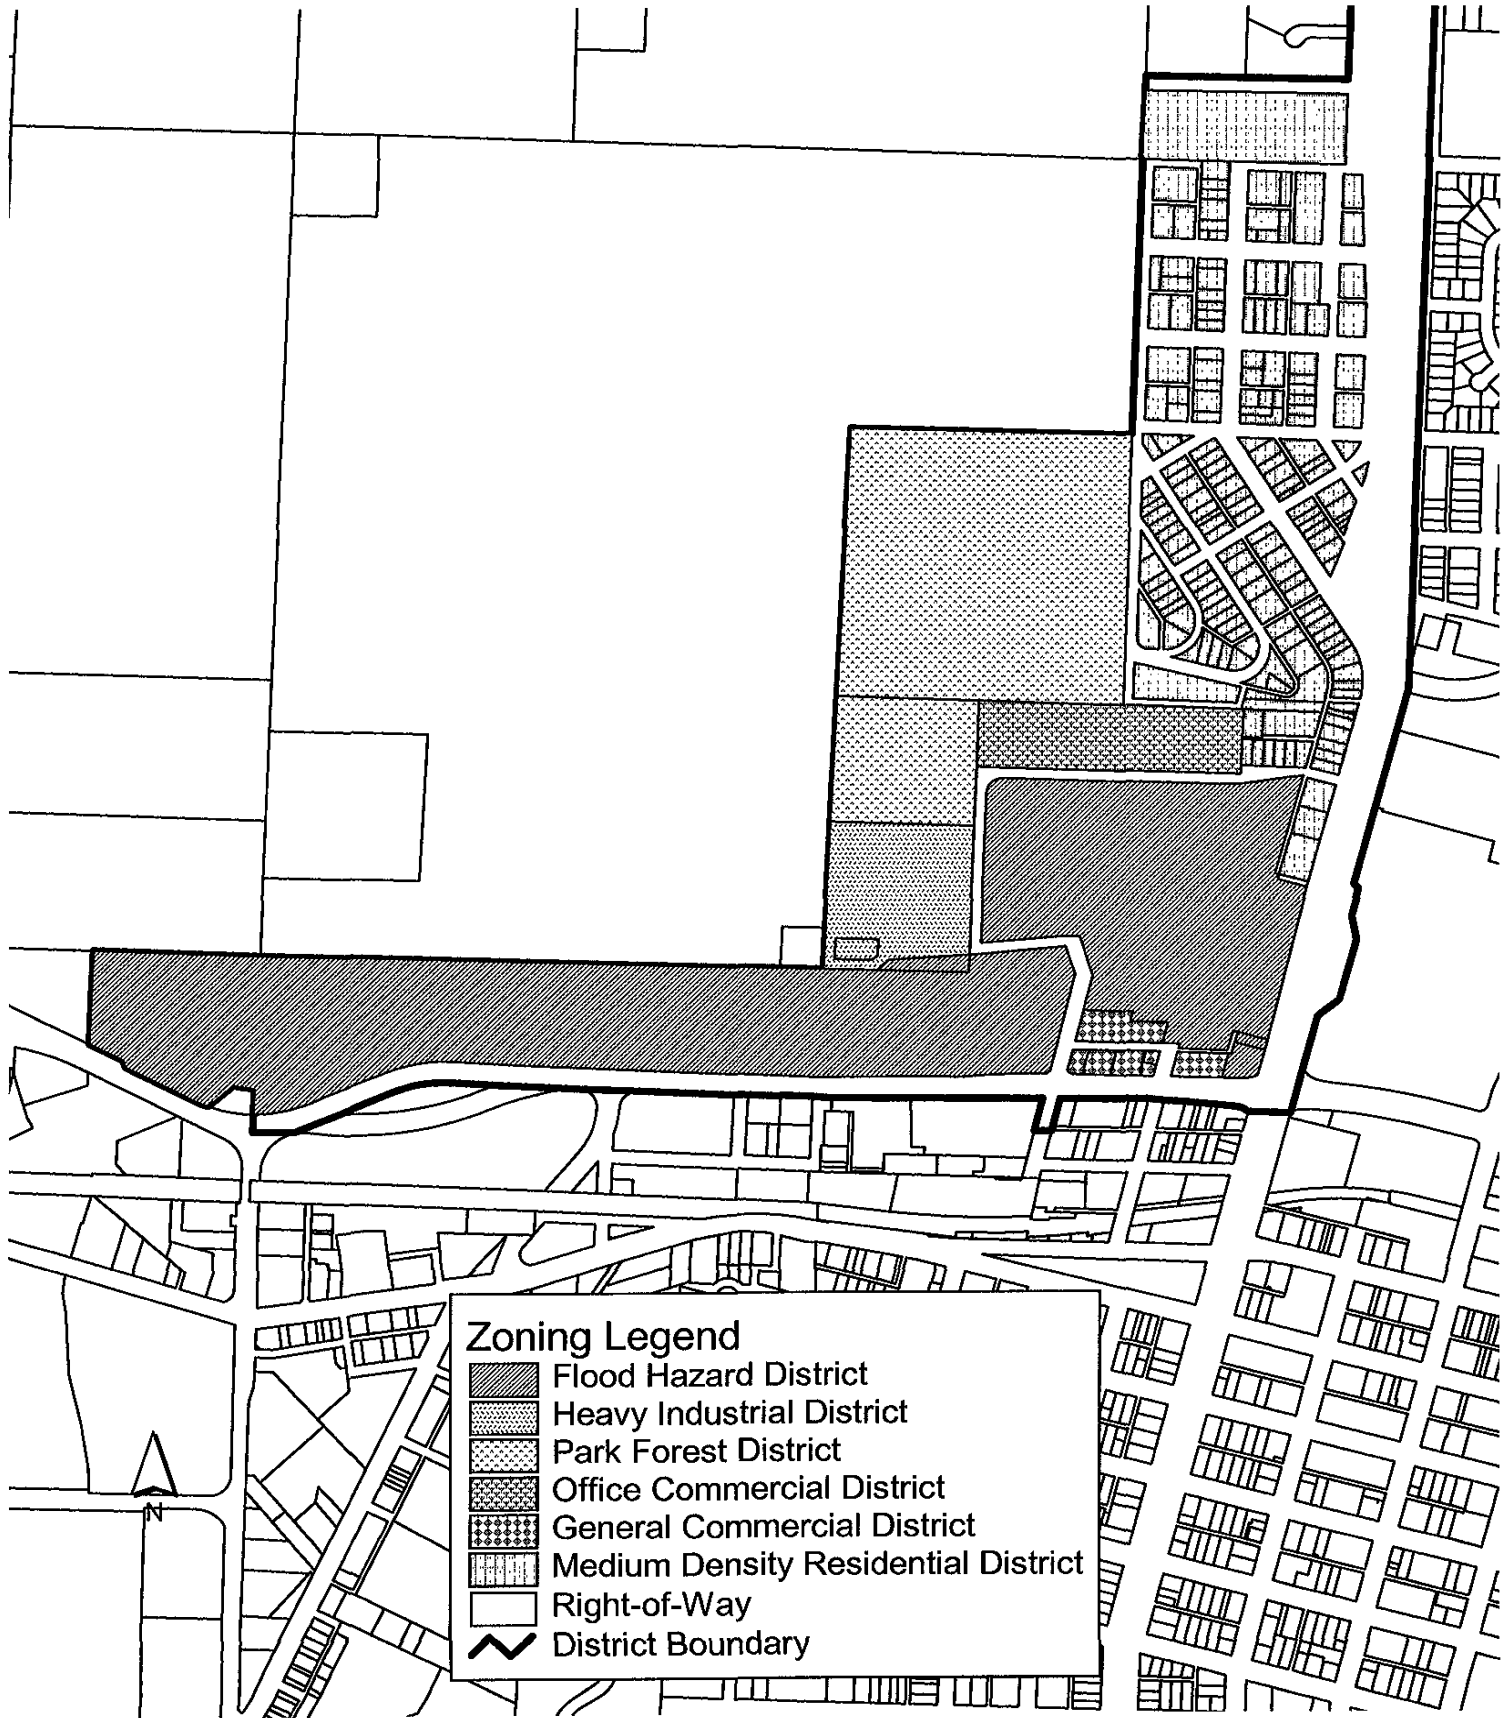 N
Zoning Legend
Flood Hazard District
Heavy Industrial District
Park Forest District
Office Commercial District
General Commercial District
Medium Density Residential District
Right-of-Way
District Boundary